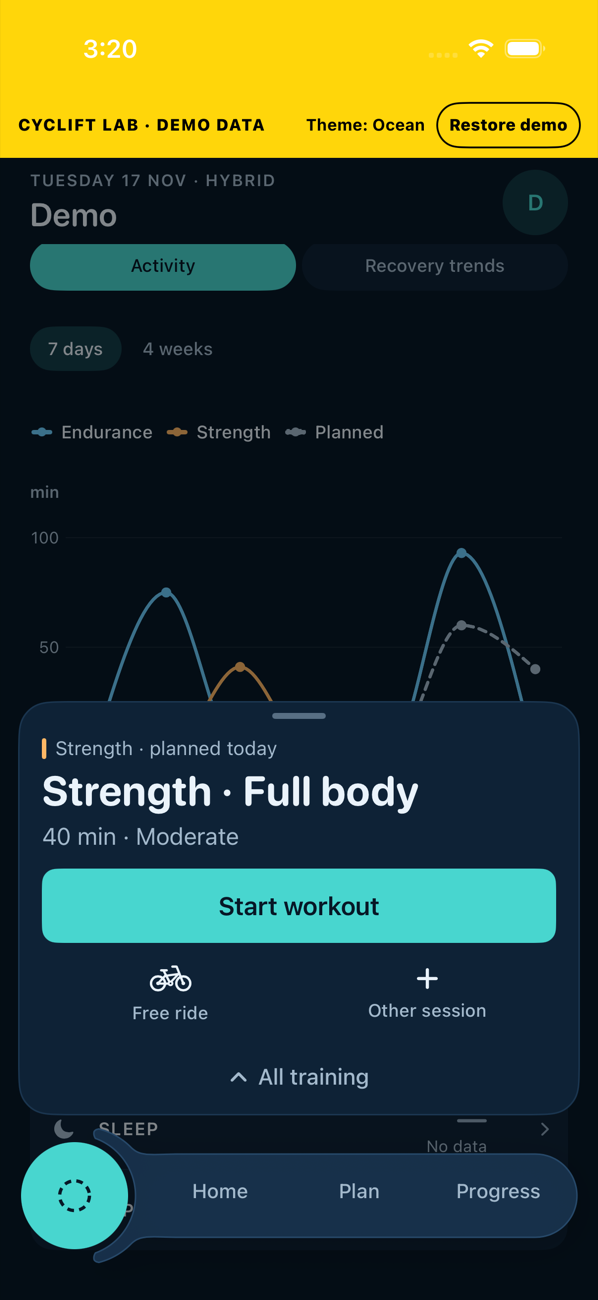 3:20
CYCLIFT LAB · DEMO DATA
Theme: Ocean
Restore demo
TUESDAY 17 NOV · HYBRID
Demo
D
Activity
Recovery trends
7 days
4 weeks
Endurance
Strength
Planned
min
100
50
Strength · planned today
Strength · Full body
40 min · Moderate
Start workout
Free ride
Other session
All training
SLEEP
No data
Home
Plan
Progress